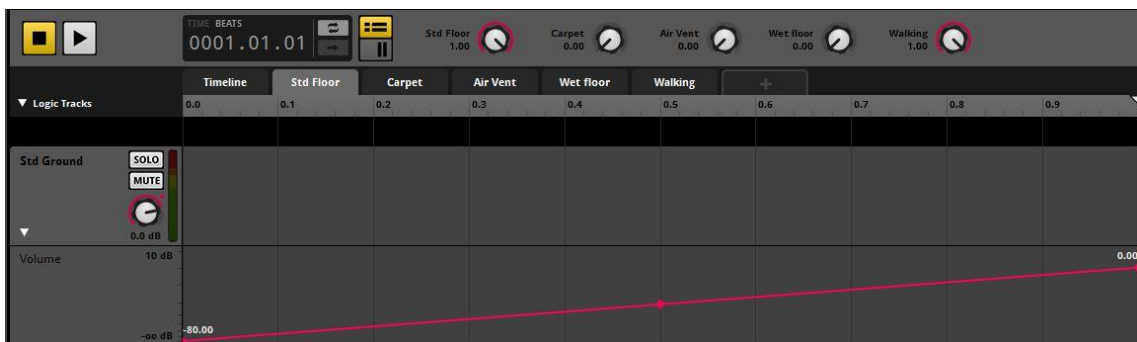 TIME BEATS
0001.01.01
Std Floor
1.00
Carpet
0.00
Air Vent
0.00
Wet floor
0.00
Walking
1.00
Timeline Std Floor Carpet Air Vent Wet floor Walking +
Logic Tracks
0.0 0.1 0.2 0.3 0.4 0.5 0.6 0.7 0.8 0.9
Std Ground
SOLO
MUTE
0.0 dB
Volume
10 dB
0.00
-80.00
-oo dB